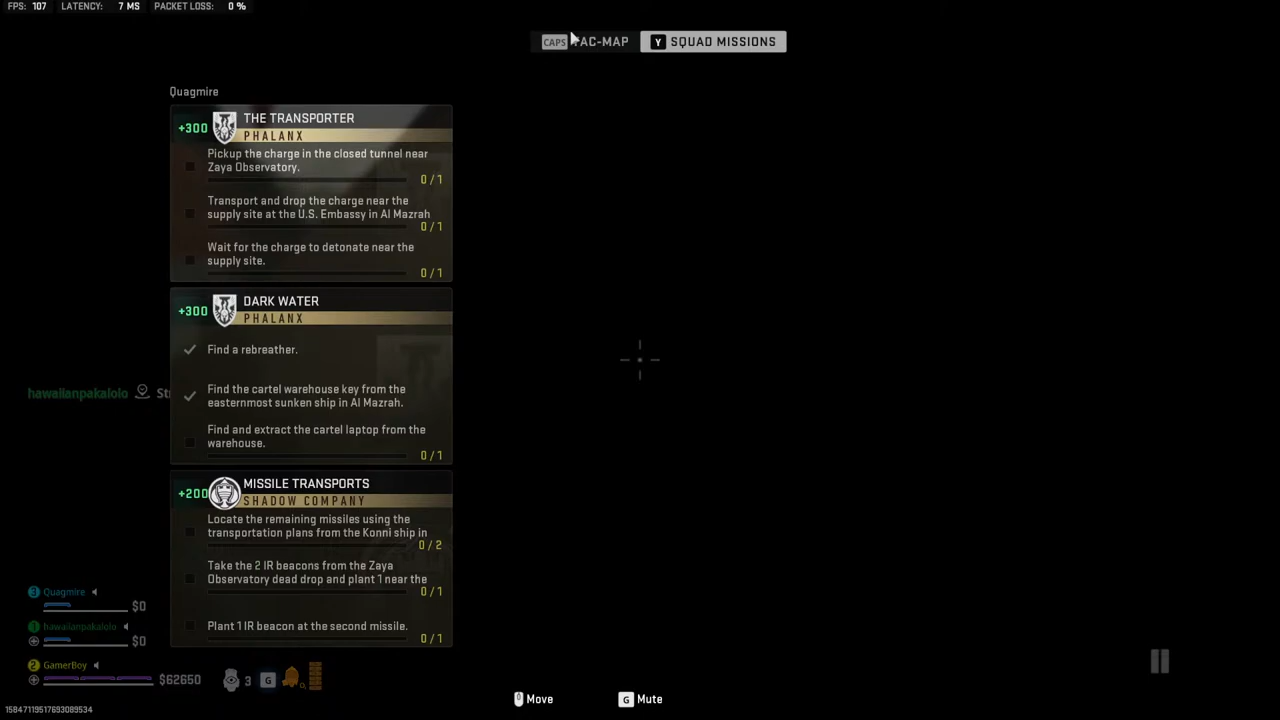 FPS: 107 LATENCY: 7 MS PACKET LOSS: 0 %
CAPS TAC-MAP Y SQUAD MISSIONS
Quagmire
+300 THE TRANSPORTER
PHALANX
Pickup the charge in the closed tunnel near
Zaya Observatory.
0/1
Transport and drop the charge near the
supply site at the U.S. Embassy in Al Mazrah
0/1
Wait for the charge to detonate near the
supply site.
0/1
+300 DARK WATER
PHALANX
Find a rebreather.
Find the cartel warehouse key from the
easternmost sunken ship in Al Mazrah.
Find and extract the cartel laptop from the
warehouse.
0/1
hawaiianpakalolo St
+200 MISSILE TRANSPORTS
SHADOW COMPANY
Locate the remaining missiles using the
transportation plans from the Konni ship in
0/2
Take the 2 IR beacons from the Zaya
Observatory dead drop and plant 1 near the
0/1
Plant 1 IR beacon at the second missile.
0/1
3 Quagmire $0
1 hawaiianpakalolo $0
2 GamerBoy $62650 3 G
Move G Mute
15847119517693089534